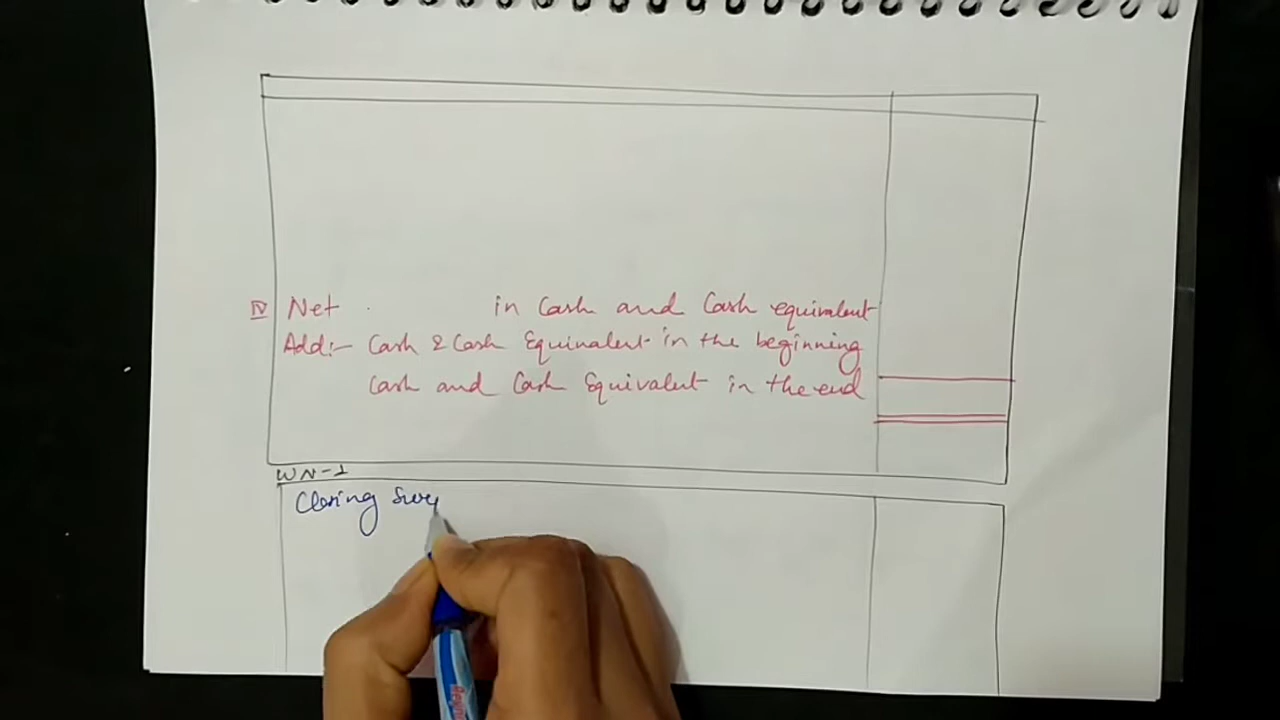 IV Net in Cash and Cash equivalent
Add:- Cash & Cash Equivalent in the beginning
Cash and Cash Equivalent in the end
WN-1
Closing Surp